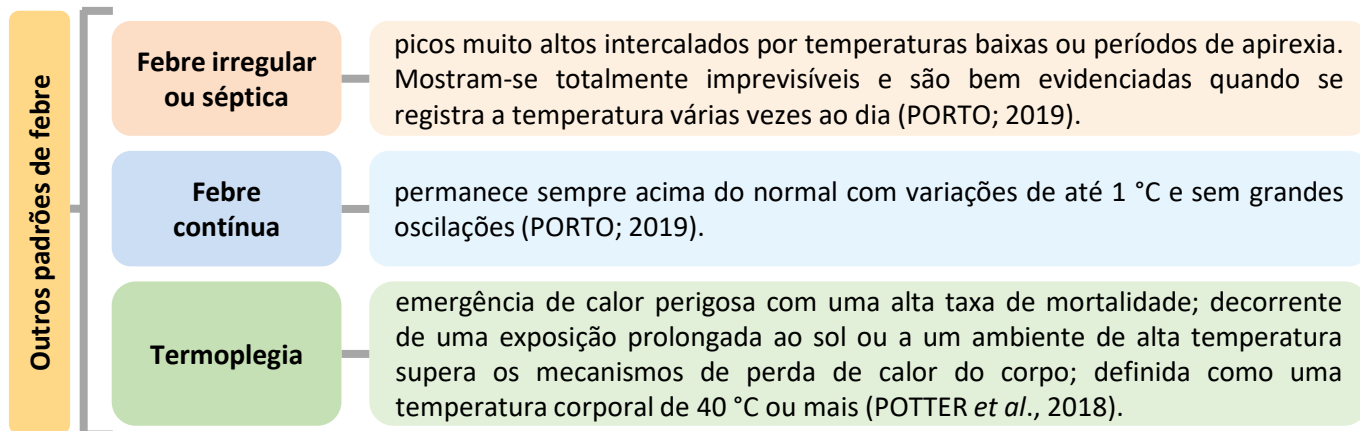 Outros padrões de febre
Febre irregular
ou séptica
picos muito altos intercalados por temperaturas baixas ou períodos de apirexia.
Mostram-se totalmente imprevisíveis e são bem evidenciadas quando se
registra a temperatura várias vezes ao dia (PORTO; 2019).
Febre
contínua
permanece sempre acima do normal com variações de até 1 °C e sem grandes
oscilações (PORTO; 2019).
Termoplegia
emergência de calor perigosa com uma alta taxa de mortalidade; decorrente
de uma exposição prolongada ao sol ou a um ambiente de alta temperatura
supera os mecanismos de perda de calor do corpo; definida como uma
temperatura corporal de 40 °C ou mais (POTTER et al., 2018).